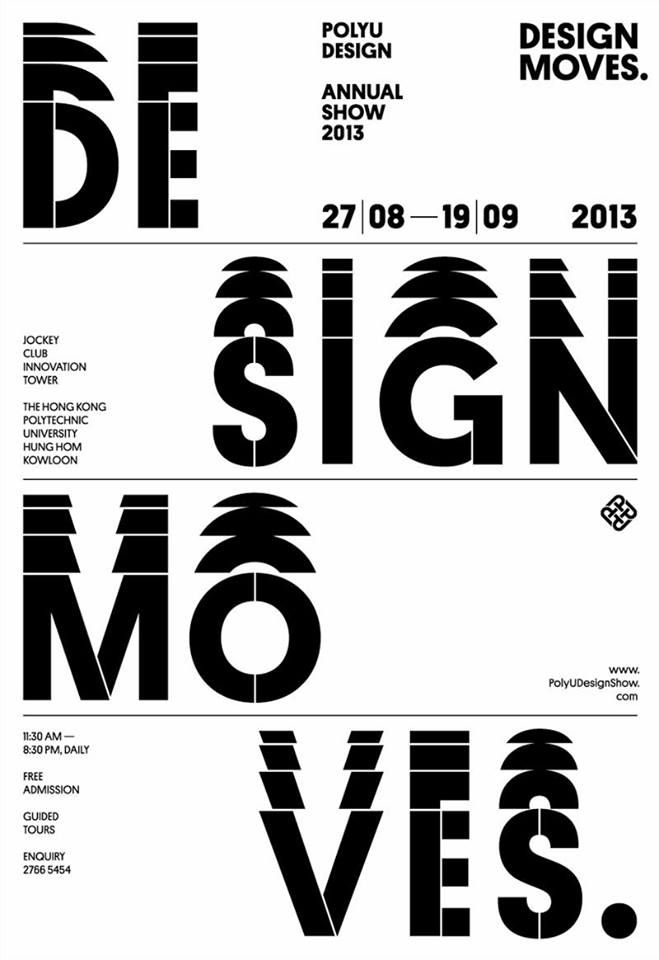 DE
POLYU
DESIGN
ANNUAL
SHOW
2013
DESIGN
MOVES.
27|08—19|09 2013
SIGN
JOCKEY
CLUB
INNOVATION
TOWER
THE HONG KONG
POLYTECHNIC
UNIVERSITY
HUNG HOM
KOWLOON
MO
www.
PolyUDesignShow.
com
11:30 AM —
8:30 PM, DAILY
FREE
ADMISSION
GUIDED
TOURS
ENQUIRY
2766 5454
VES.